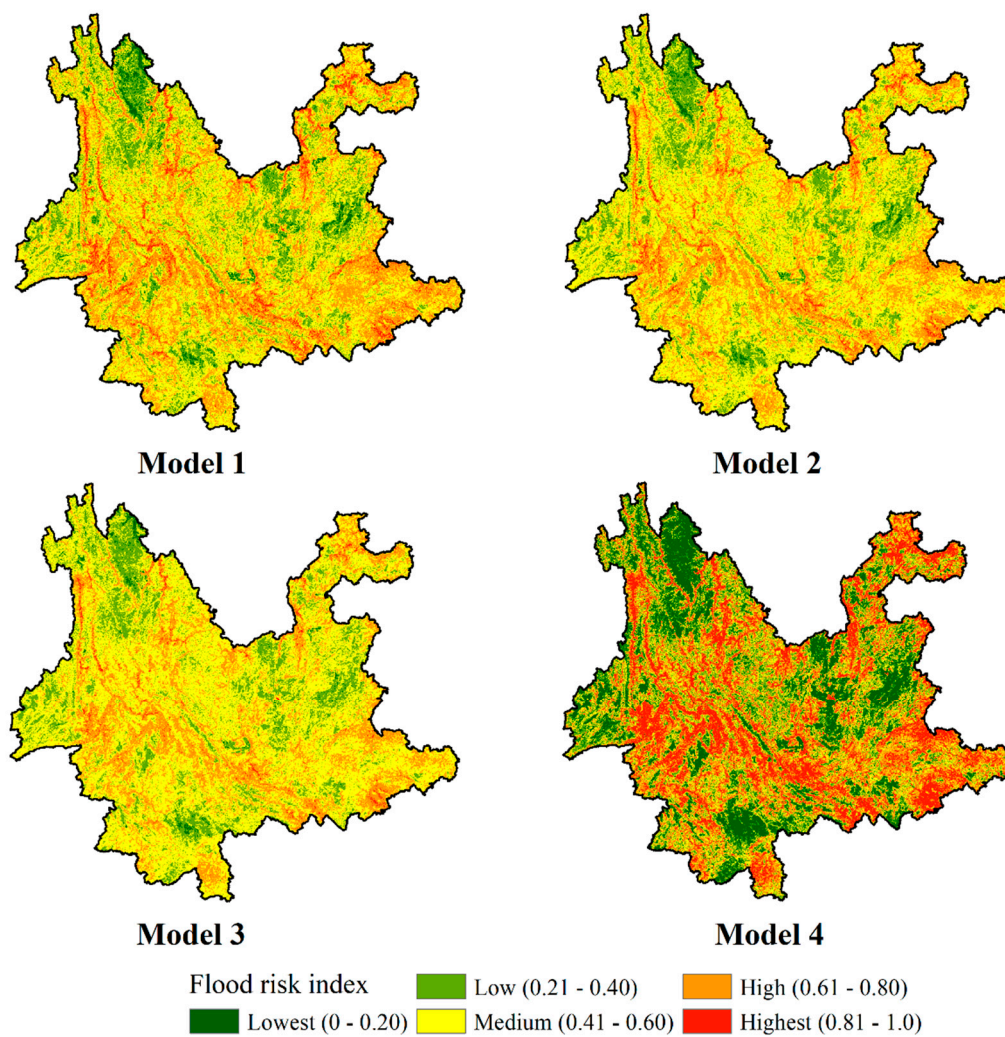 Model 1
Model 2
Model 3
Model 4
Flood risk index
Low (0.21 - 0.40)
High (0.61 - 0.80)
Lowest (0 - 0.20)
Medium (0.41 - 0.60)
Highest (0.81 - 1.0)